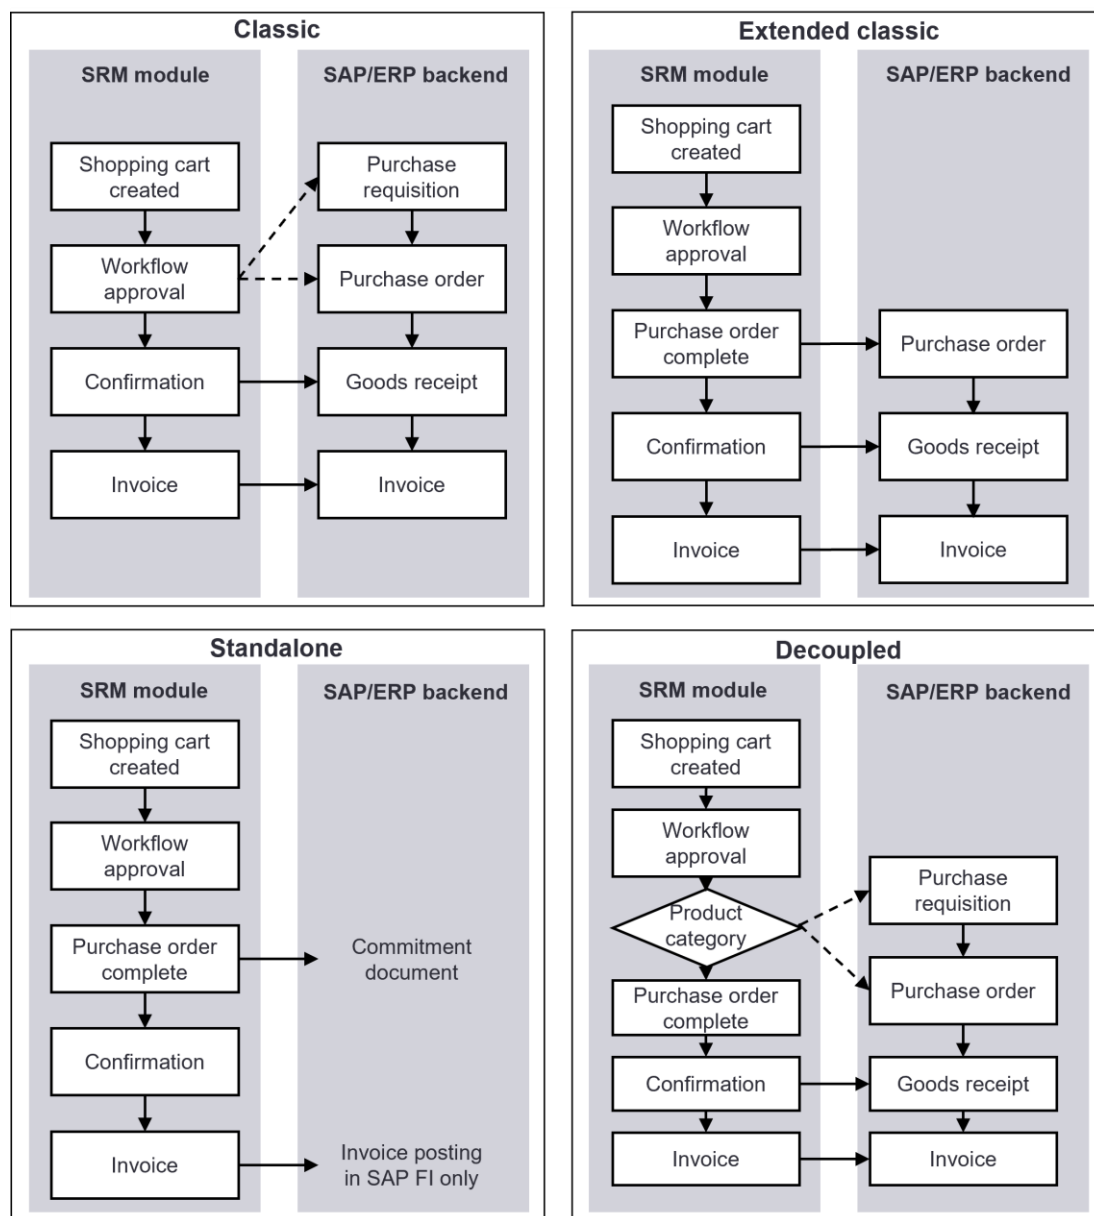 Classic
SRM module
SAP/ERP backend
Shopping cart
created
Purchase
requisition
Workflow
approval
Purchase order
Confirmation
Goods receipt
Invoice
Invoice
Extended classic
SRM module
SAP/ERP backend
Shopping cart
created
Workflow
approval
Purchase order
complete
Purchase order
Confirmation
Goods receipt
Invoice
Invoice
Standalone
SRM module
SAP/ERP backend
Shopping cart
created
Workflow
approval
Purchase order
complete
Commitment
document
Confirmation
Invoice
Invoice posting
in SAP FI only
Decoupled
SRM module
SAP/ERP backend
Shopping cart
created
Workflow
approval
Product
category
Purchase
requisition
Purchase order
complete
Purchase order
Confirmation
Goods receipt
Invoice
Invoice